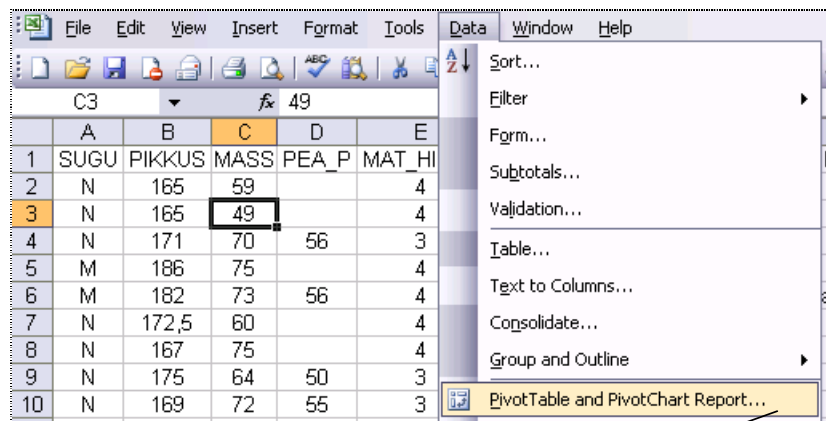 File Edit View Insert Format Tools Data Window Help
ABC
C3 fx 49
A B C D E
1 SUGU PIKKUS MASS PEA_P MAT_HI
2 N 165 59 4
3 N 165 49 4
4 N 171 70 56 3
5 M 186 75 4
6 M 182 73 56 4
7 N 172,5 60 4
8 N 167 75 4
9 N 175 64 50 3
10 N 169 72 55 3
A Z Sort...
Filter
Form...
Subtotals...
Validation...
Table...
Text to Columns...
Consolidate...
Group and Outline
PivotTable and PivotChart Report...